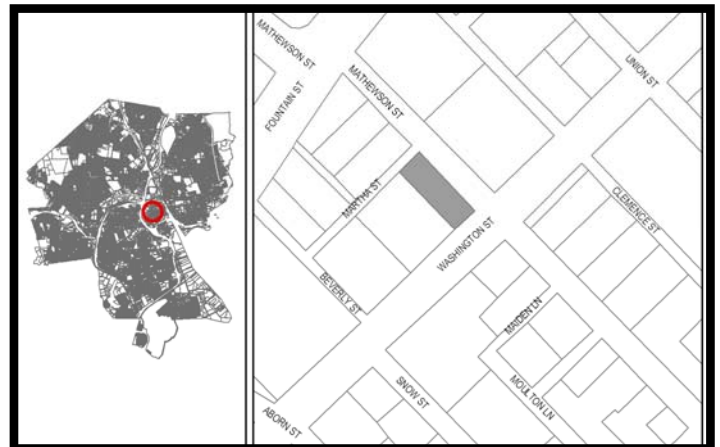 MATHEWSON ST
UNION ST
FOUNTAIN ST
MATHEWSON ST
MARTHA ST
CLEMENCE ST
WASHINGTON ST
BEVERLY ST
MAIDEN LN
SNOW ST
MOULTON LN
ABORN ST